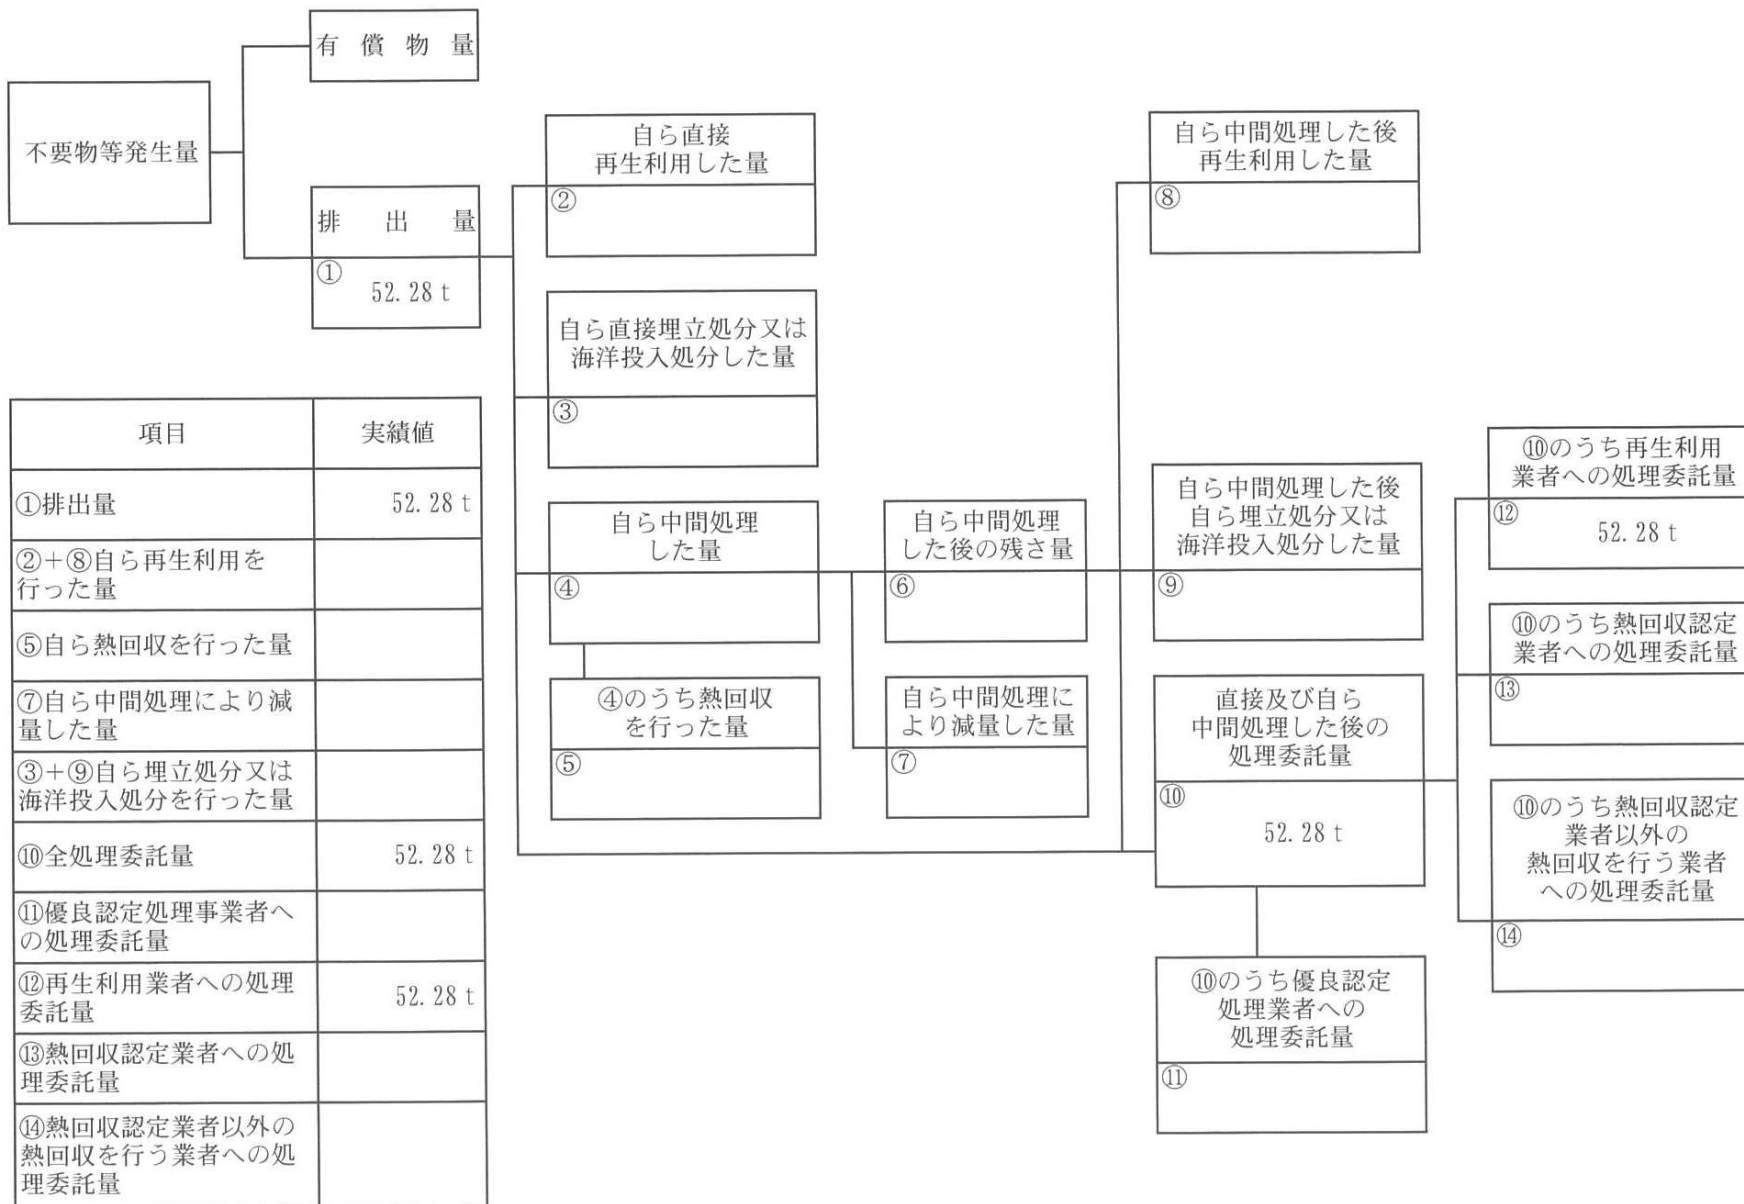 有償物量
不要物等発生量
排出量
①
52.28 t
自ら直接
再生利用した量
②
自ら直接埋立処分又は
海洋投入処分した量
③
自ら中間処理
した量
④
④のうち熱回収
を行った量
⑤
自ら中間処理
した後の残さ量
⑥
自ら中間処理に
より減量した量
⑦
自ら中間処理した後
再生利用した量
⑧
自ら中間処理した後
自ら埋立処分又は
海洋投入処分した量
⑨
直接及び自ら
中間処理した後の
処理委託量
⑩
52.28 t
⑩のうち優良認定
処理業者への
処理委託量
⑪
⑩のうち再生利用
業者への処理委託量
⑫
52.28 t
⑩のうち熱回収認定
業者への処理委託量
⑬
⑩のうち熱回収認定
業者以外の
熱回収を行う業者
への処理委託量
⑭
項目 実績値
①排出量 52.28 t
②+⑧自ら再生利用を
行った量
⑤自ら熱回収を行った量
⑦自ら中間処理により減
量した量
③+⑨自ら埋立処分又は
海洋投入処分を行った量
⑩全処理委託量 52.28 t
⑪優良認定処理事業者へ
の処理委託量
⑫再生利用業者への処理
委託量 52.28 t
⑬熱回収認定業者への処
理委託量
⑭熱回収認定業者以外の
熱回収を行う業者への処
理委託量